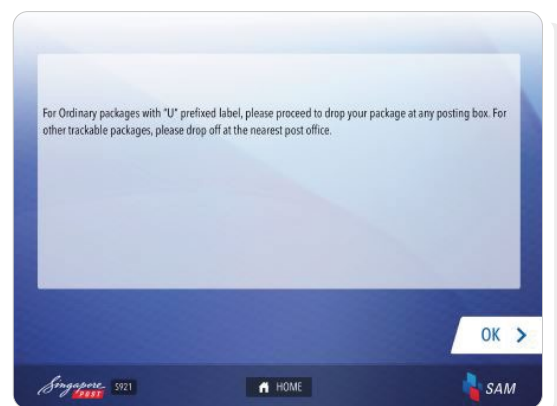 For Ordinary packages with "U" prefixed label, please proceed to drop your package at any posting box. For
other trackable packages, please drop off at the nearest post office.
OK
Singapore
POST
S921
HOME
SAM